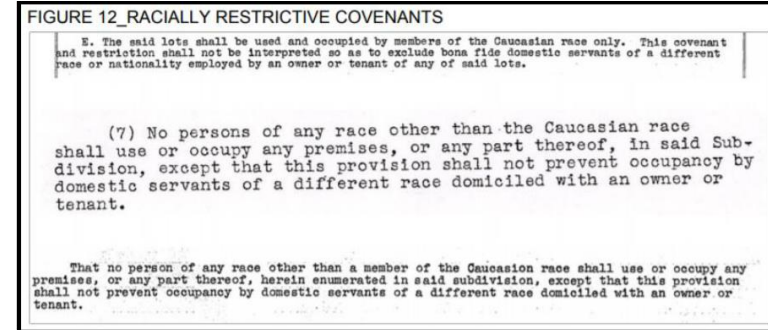 FIGURE 12_RACIALLY RESTRICTIVE COVENANTS
E. The said lots shall be used and occupied by members of the Caucasian race only. This covenant
and restriction shall not be interpreted so as to exclude bona fide domestic servants of a different
race or nationality employed by an owner or tenant of any of said lots.
(7) No persons of any race other than the Caucasian race
shall use or occupy any premises, or any part thereof, in said Sub-
division, except that this provision shall not prevent occupancy by
domestic servants of a different race domiciled with an owner or
tenant.
That no person of any race other than a member of the Caucasian race shall use or occupy any
premises, or any part thereof, herein enumerated in said subdivision, except that this provision
shall not prevent occupancy by domestic servants of a different race domiciled with an owner or
tenant.